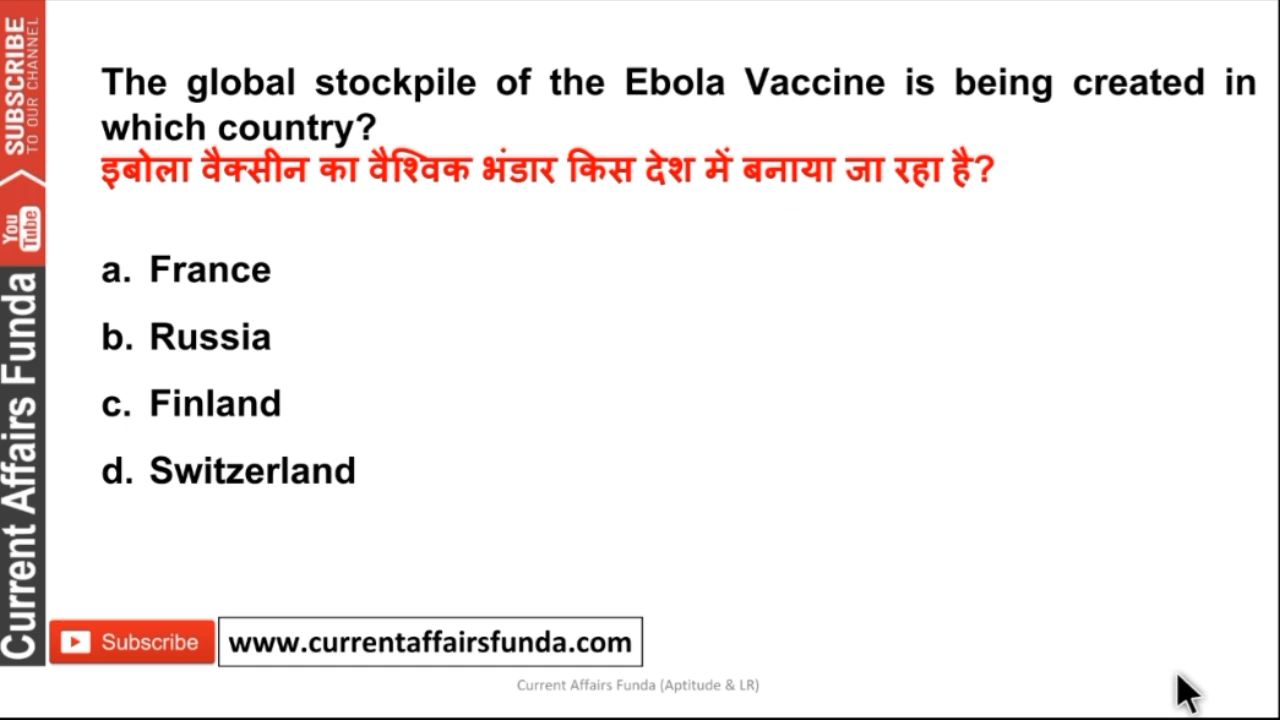 The global stockpile of the Ebola Vaccine is being created in
which country?
इबोला वैक्सीन का वैश्विक भंडार किस देश में बनाया जा रहा है?
a. France
b. Russia
c. Finland
d. Switzerland
SUBSCRIBE
TO OUR CHANNEL
You
Tube
Current Affairs Funda
Subscribe
www.currentaffairsfunda.com
Current Affairs Funda (Aptitude & LR)